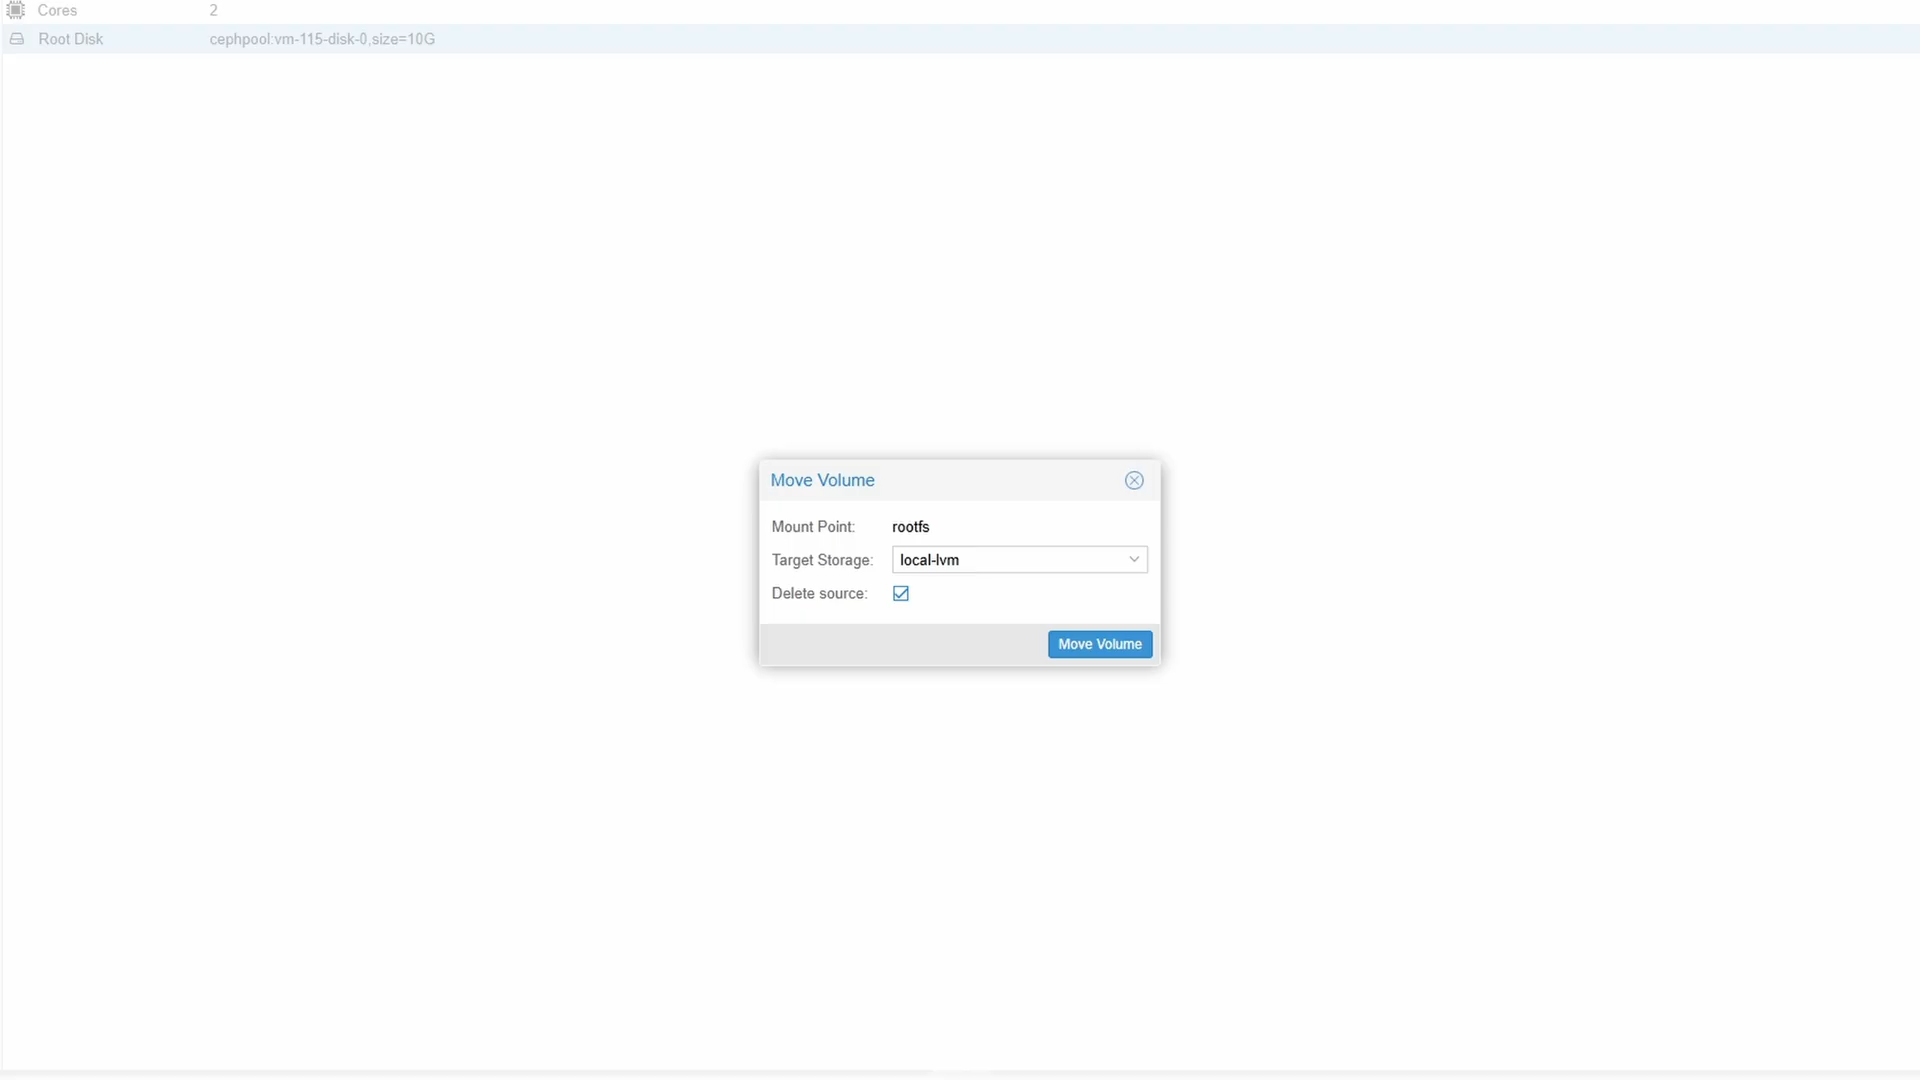 Cores 2
Root Disk cephpool:vm-115-disk-0,size=10G
Move Volume
Mount Point: rootfs
Target Storage: local-lvm
Delete source:
Move Volume